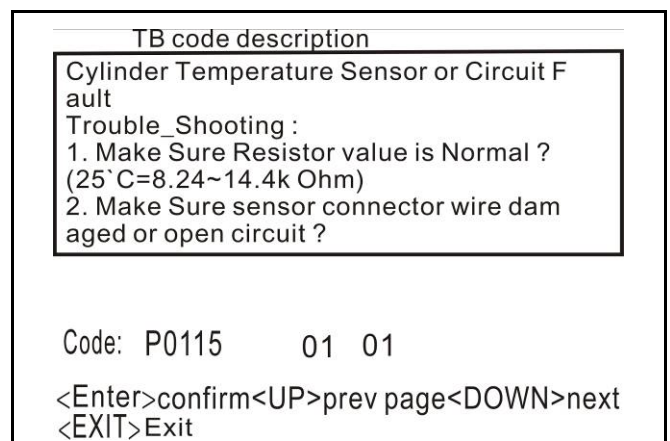 TB code description
Cylinder Temperature Sensor or Circuit F
ault
Trouble_Shooting :
1. Make Sure Resistor value is Normal ?
(25`C=8.24~14.4k Ohm)
2. Make Sure sensor connector wire dam
aged or open circuit ?
Code: P0115 01 01
<Enter>confirm<UP>prev page<DOWN>next
<EXIT>Exit